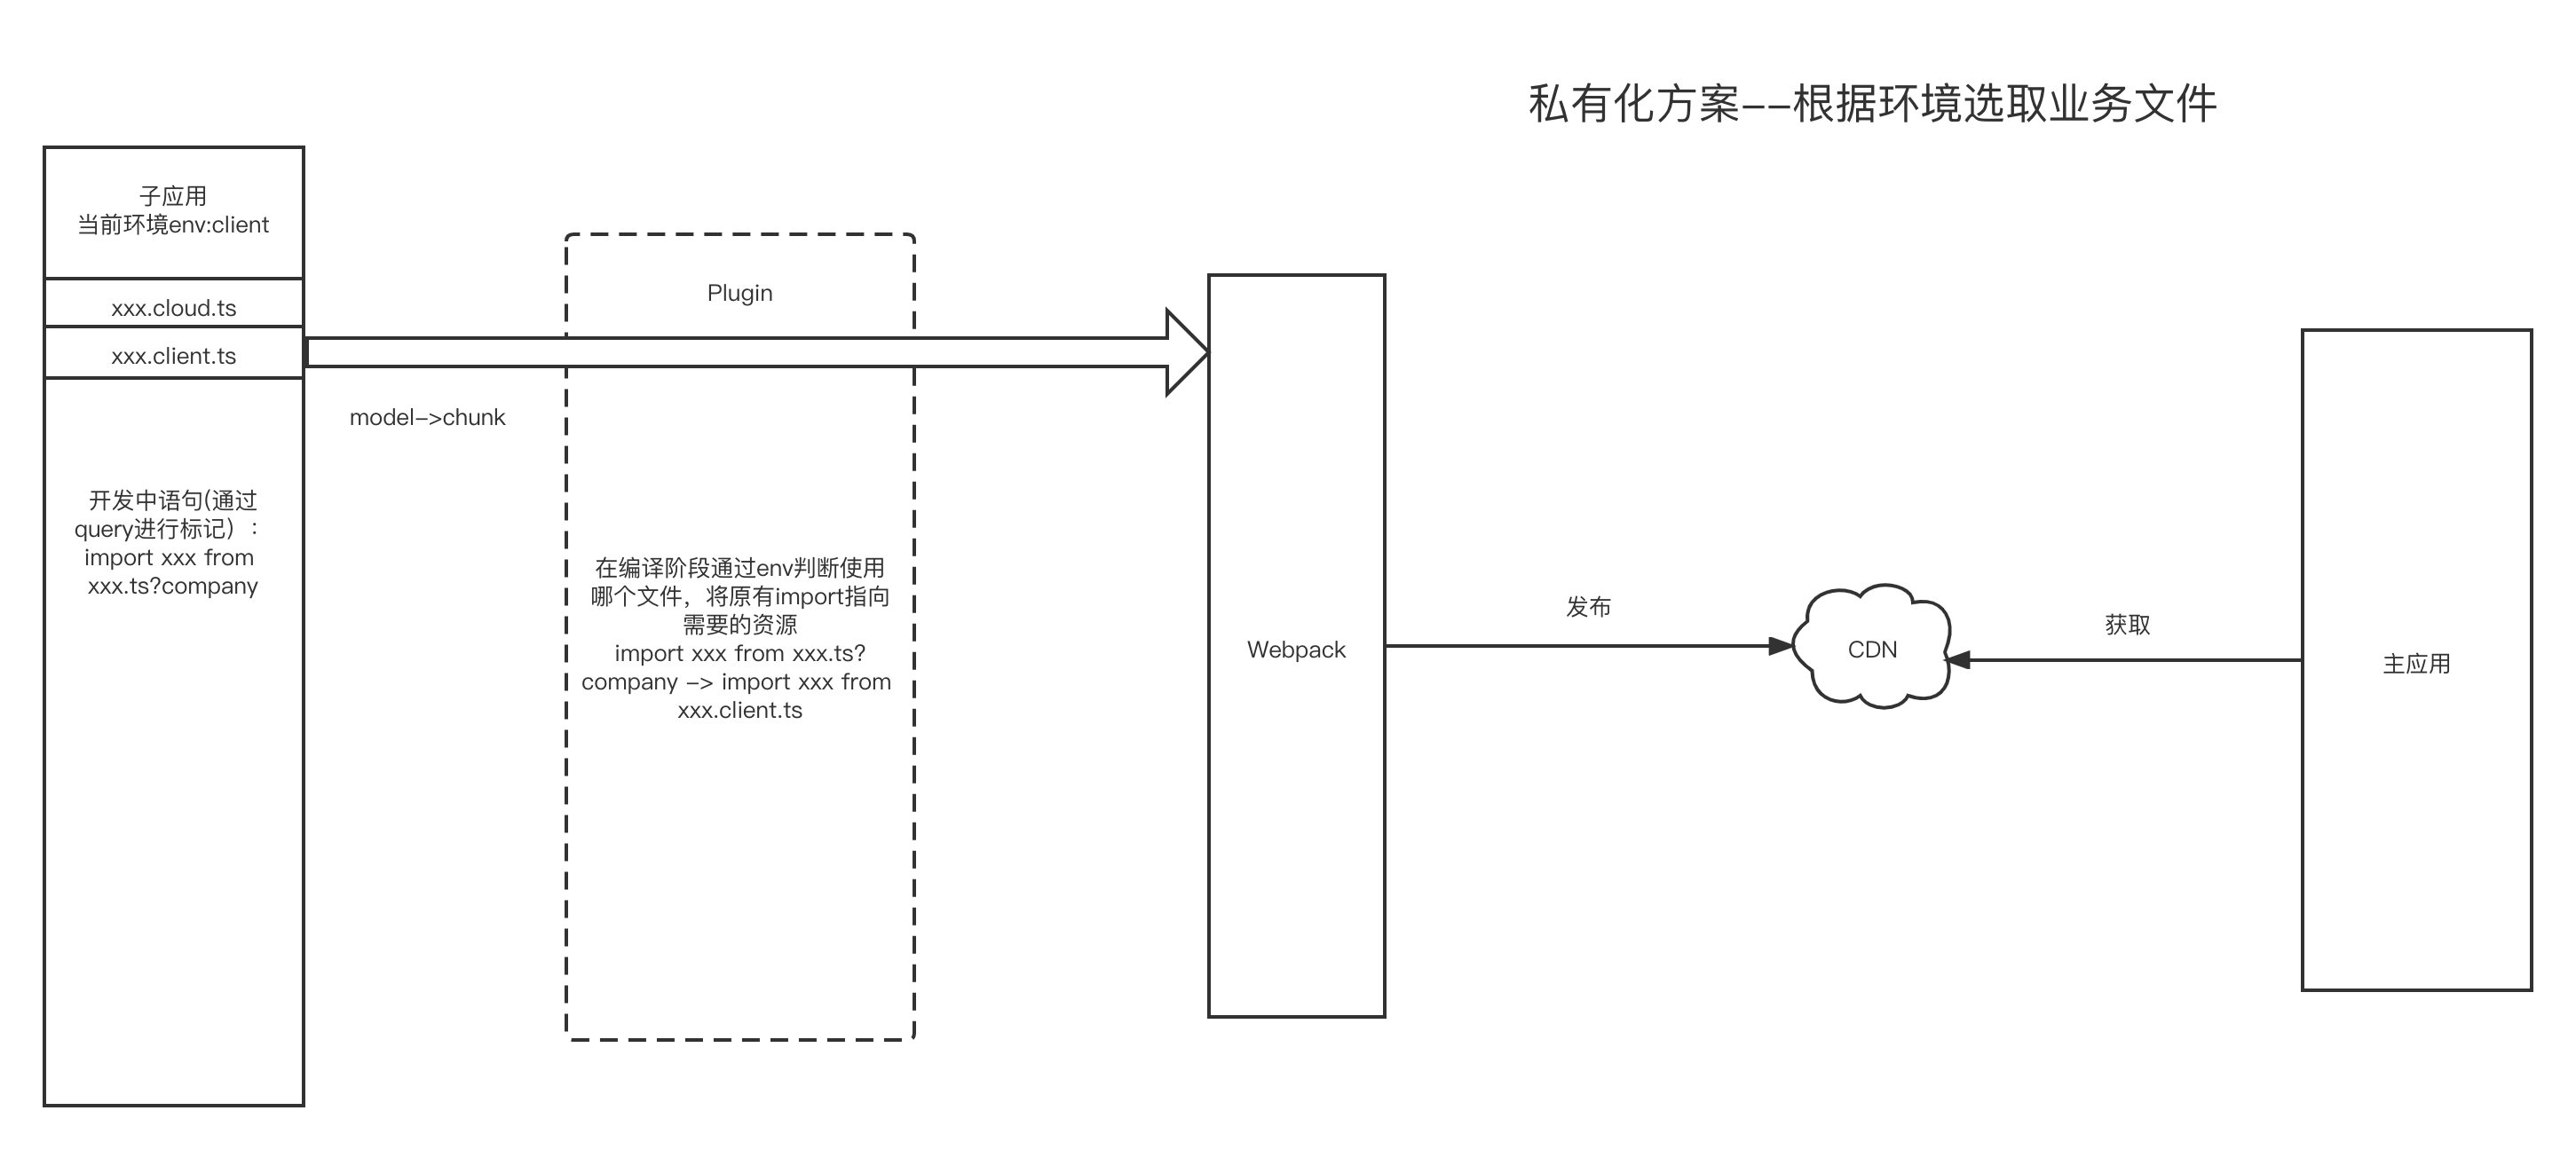 私有化方案--根据环境选取业务文件
子应用
当前环境env:client
xxx.cloud.ts
xxx.client.ts
开发中语句(通过
query进行标记）：
import xxx from
xxx.ts?company
model->chunk
Plugin
在编译阶段通过env判断使用
哪个文件，将原有import指向
需要的资源
import xxx from xxx.ts?
company -> import xxx from
xxx.client.ts
Webpack
发布
CDN
获取
主应用